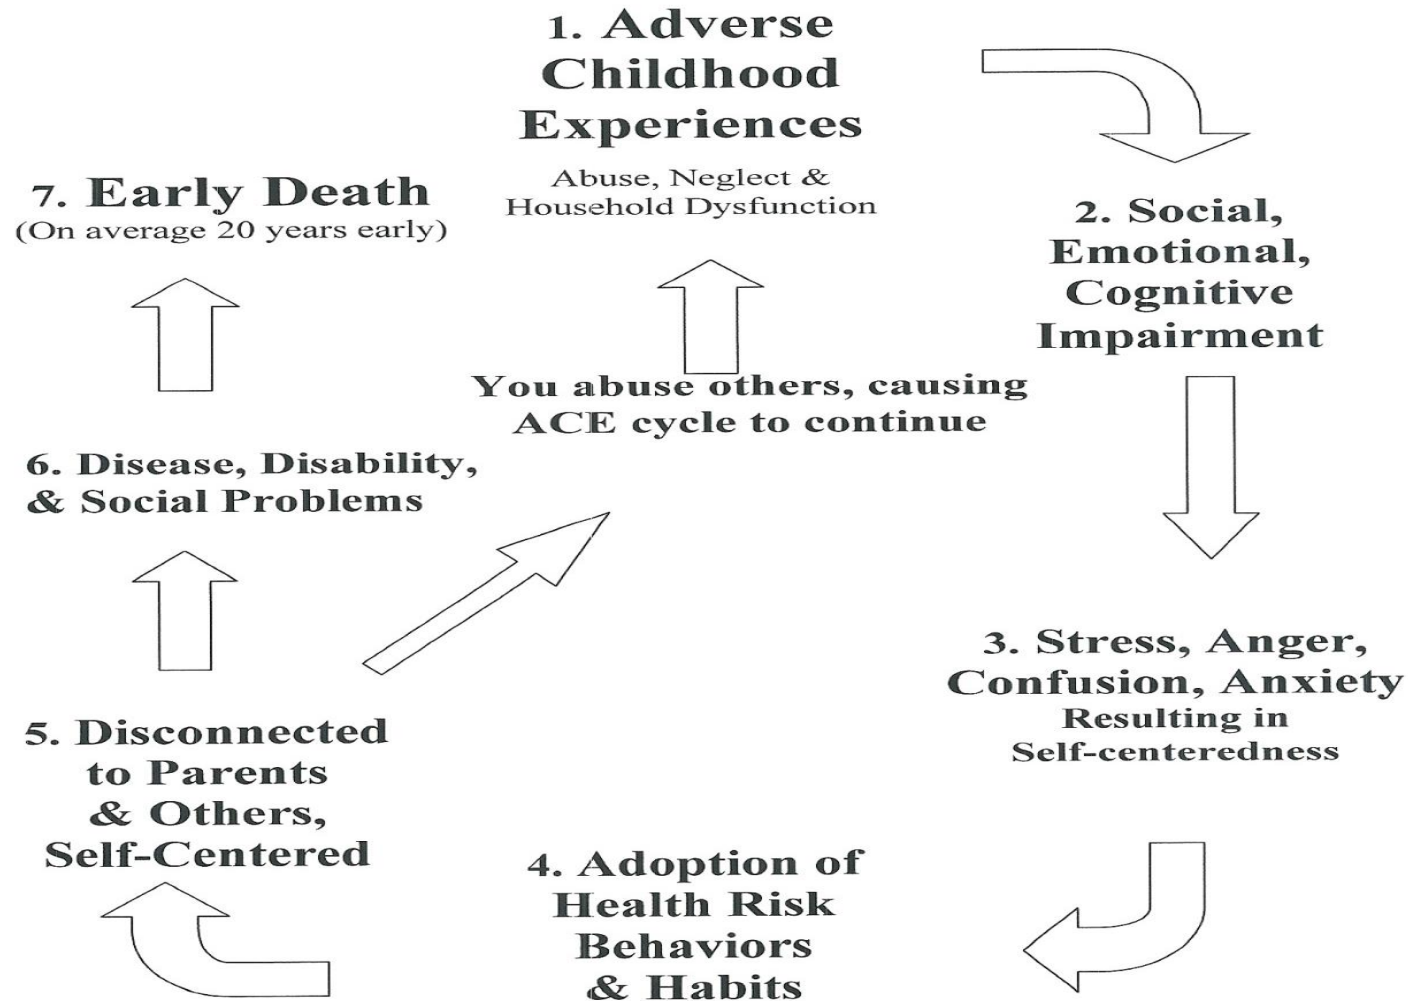 1. Adverse
Childhood
Experiences
Abuse, Neglect &
Household Dysfunction
2. Social,
Emotional,
Cognitive
Impairment
3. Stress, Anger,
Confusion, Anxiety
Resulting in
Self-centeredness
4. Adoption of
Health Risk
Behaviors
& Habits
5. Disconnected
to Parents
& Others,
Self-Centered
6. Disease, Disability,
& Social Problems
7. Early Death
(On average 20 years early)
You abuse others, causing
ACE cycle to continue